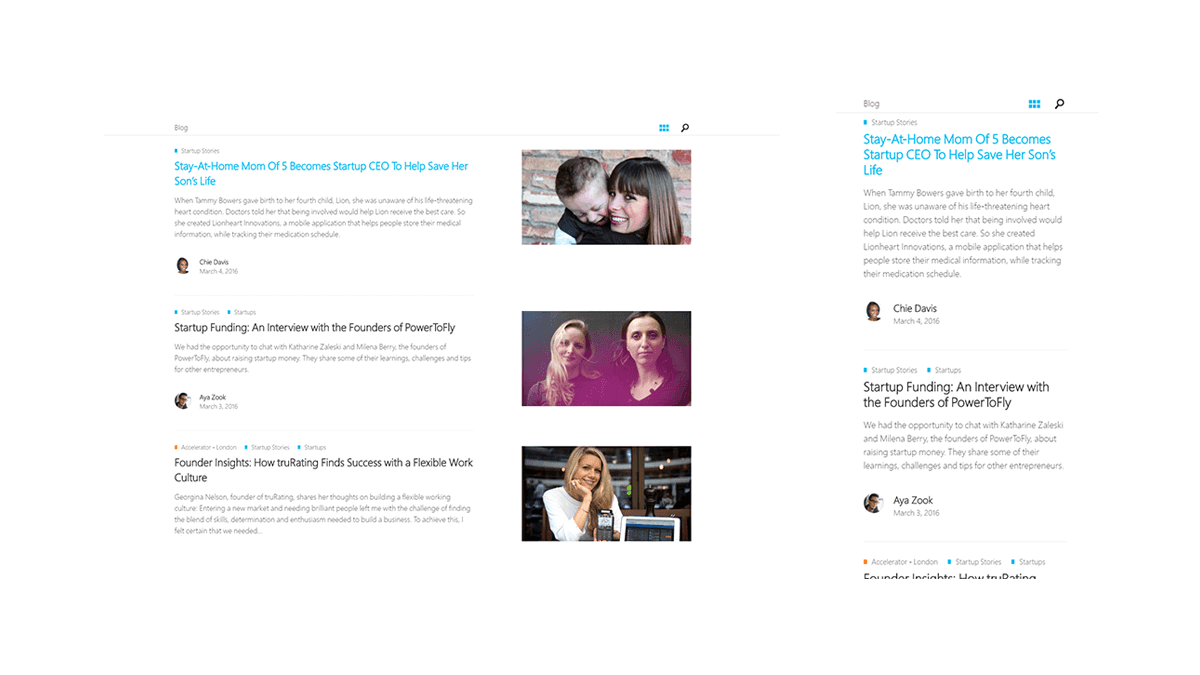 Blog
Startup Stories
Stay-At-Home Mom Of 5 Becomes Startup CEO To Help Save Her
Son's Life
When Tammy Bowers gave birth to her fourth child, Lion, she was unaware of his life-threatening
heart condition. Doctors told her that being involved would help Lion receive the best care. So
she created Lionheart Innovations, a mobile application that helps people store their medical
information, while tracking their medication schedule.
Chie Davis
March 4, 2016
Startup Stories Startups
Startup Funding: An Interview with the Founders of PowerToFly
We had the opportunity to chat with Katharine Zaleski and Milena Berry, the founders of
PowerToFly, about raising startup money. They share some of their learnings, challenges and tips
for other entrepreneurs.
Aya Zook
March 3, 2016
Accelerator • London Startup Stories Startups
Founder Insights: How truRating Finds Success with a Flexible Work
Culture
Georgina Nelson, founder of truRating, shares her thoughts on building a flexible working
culture: Entering a new market and needing brilliant people left me with the challenge of finding
the blend of skills, determination and enthusiasm needed to build a business. To achieve this, I
felt certain that we needed...
Blog
Startup Stories
Stay-At-Home Mom Of 5 Becomes
Startup CEO To Help Save Her Son's
Life
When Tammy Bowers gave birth to her fourth child,
Lion, she was unaware of his life-threatening heart
condition. Doctors told her that being involved would
help Lion receive the best care. So she created
Lionheart Innovations, a mobile application that helps
people store their medical information, while tracking
their medication schedule.
Chie Davis
March 4, 2016
Startup Stories Startups
Startup Funding: An Interview with
the Founders of PowerToFly
We had the opportunity to chat with Katharine Zaleski
and Milena Berry, the founders of PowerToFly, about
raising startup money. They share some of their
learnings, challenges and tips for other entrepreneurs.
Aya Zook
March 3, 2016
Accelerator • London Startup Stories Startups
Founder Insights: How truRating